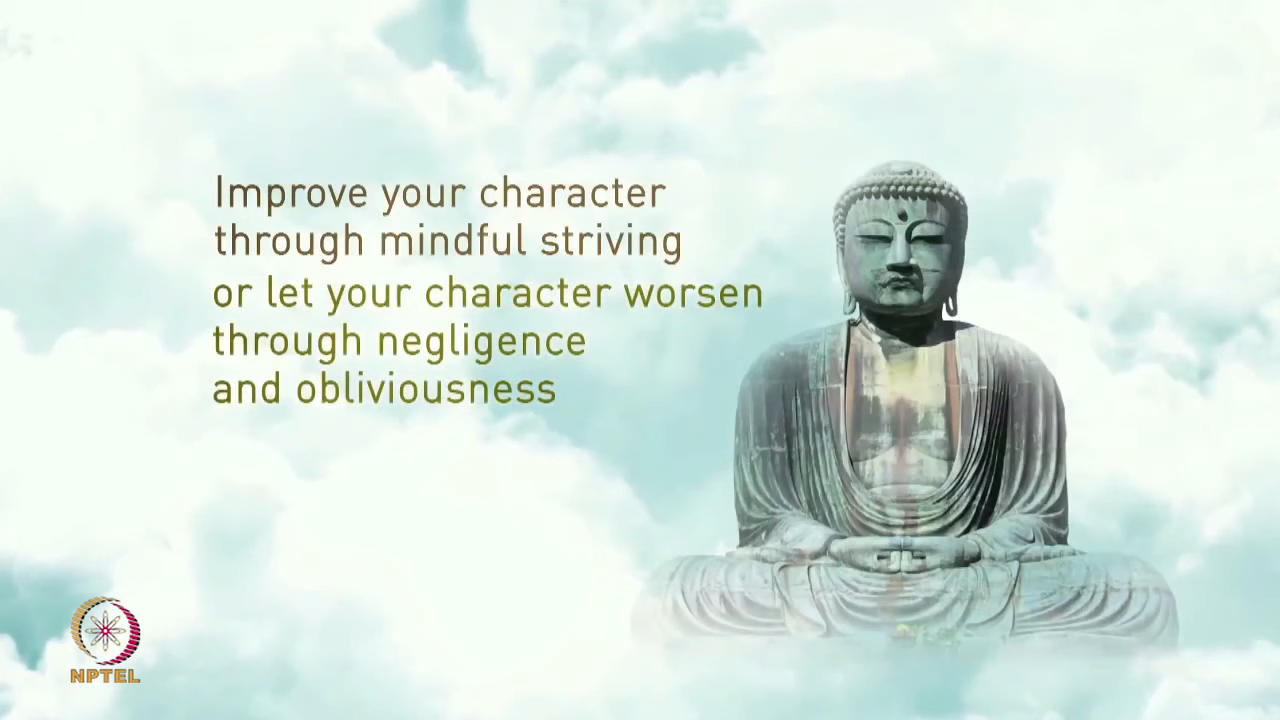 Improve your character
through mindful striving
or let your character worsen
through negligence
and obliviousness
NPTEL